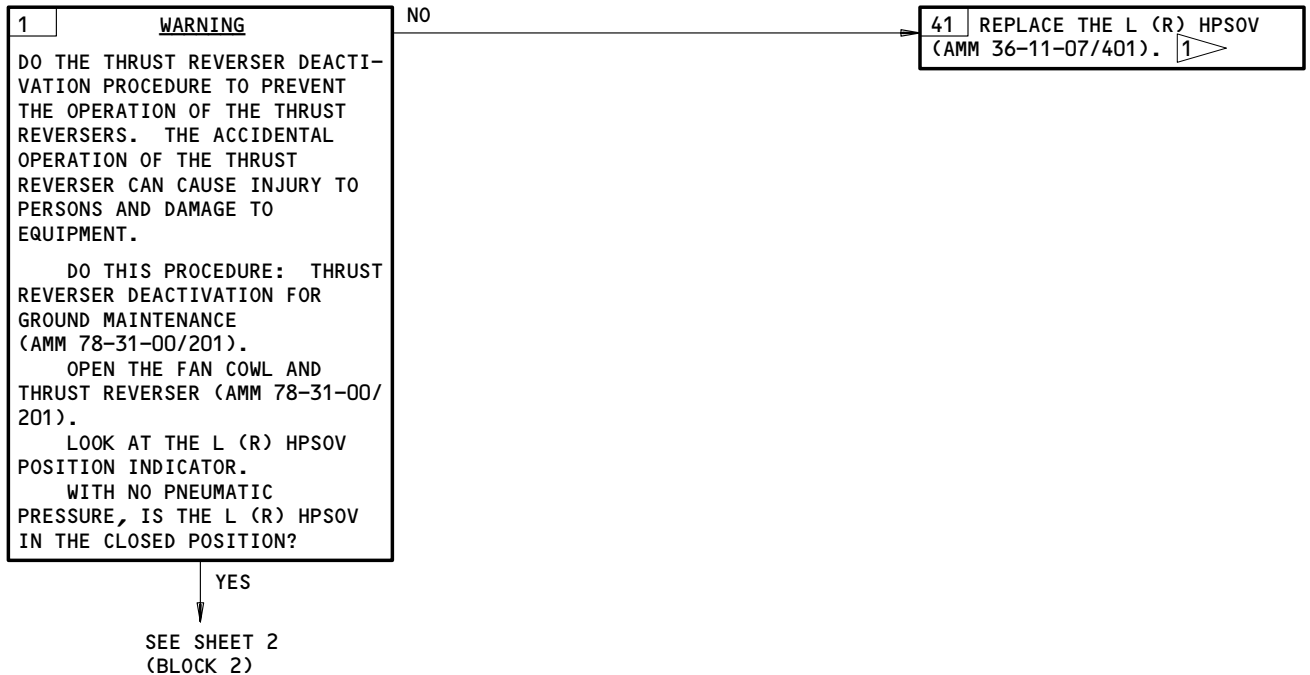 1 WARNING
DO THE THRUST REVERSER DEACTI-
VATION PROCEDURE TO PREVENT
THE OPERATION OF THE THRUST
REVERSERS.  THE ACCIDENTAL
OPERATION OF THE THRUST
REVERSER CAN CAUSE INJURY TO
PERSONS AND DAMAGE TO
EQUIPMENT.
DO THIS PROCEDURE:  THRUST
REVERSER DEACTIVATION FOR
GROUND MAINTENANCE
(AMM 78-31-00/201).
OPEN THE FAN COWL AND
THRUST REVERSER (AMM 78-31-00/
201).
LOOK AT THE L (R) HPSOV
POSITION INDICATOR.
WITH NO PNEUMATIC
PRESSURE, IS THE L (R) HPSOV
IN THE CLOSED POSITION?
NO
41 REPLACE THE L (R) HPSOV
(AMM 36-11-07/401). 1
YES
SEE SHEET 2
(BLOCK 2)